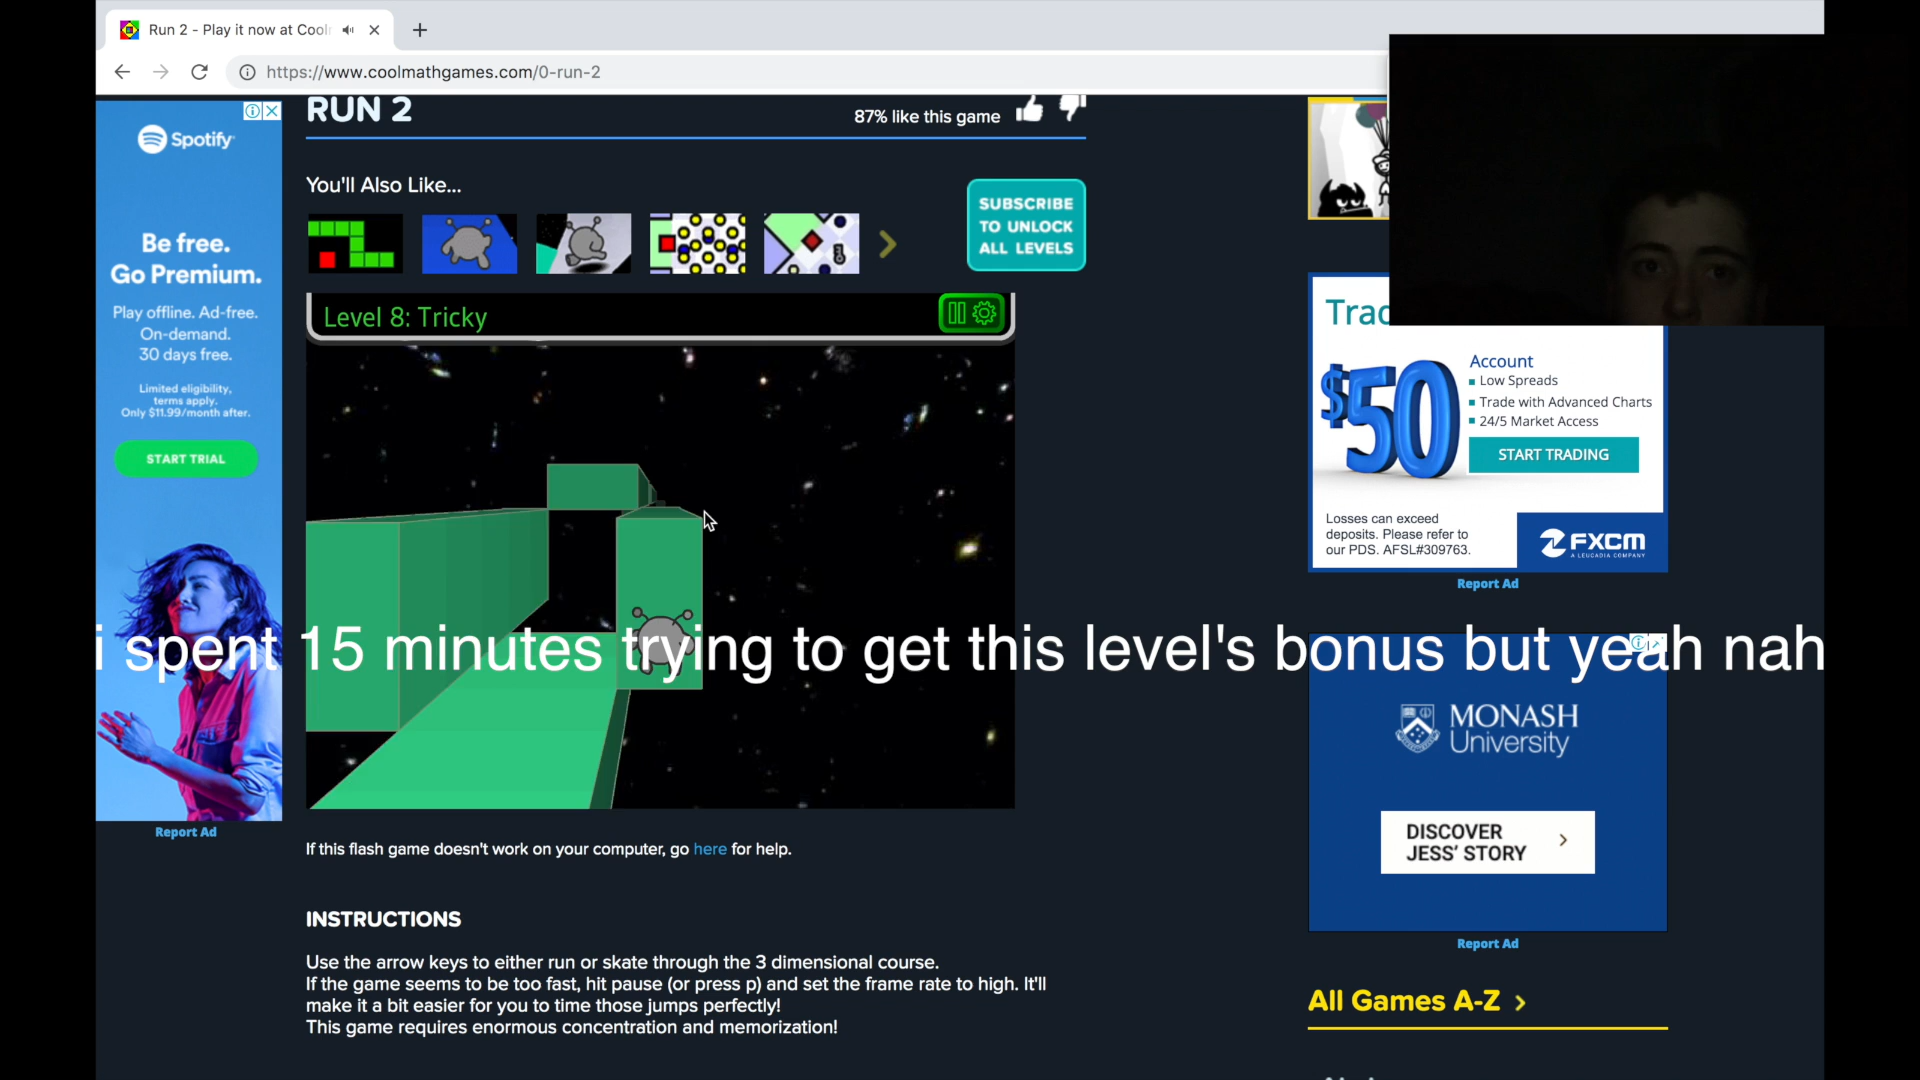 Run 2 - Play it now at Cool
https://www.coolmathgames.com/0-run-2
RUN 2
87% like this game
You'll Also Like...
SUBSCRIBE
TO UNLOCK
ALL LEVELS
Level 8: Tricky
Spotify
Be free.
Go Premium.
Play offline. Ad-free.
On-demand.
30 days free.
Limited eligibility,
terms apply.
Only $11.99/month after.
START TRIAL
Report Ad
i spent 15 minutes trying to get this level's bonus but yeah nah
If this flash game doesn't work on your computer, go here for help.
INSTRUCTIONS
Use the arrow keys to either run or skate through the 3 dimensional course.
If the game seems to be too fast, hit pause (or press p) and set the frame rate to high. It'll
make it a bit easier for you to time those jumps perfectly!
This game requires enormous concentration and memorization!
Trad
$50
Account
Low Spreads
Trade with Advanced Charts
24/5 Market Access
START TRADING
Losses can exceed
deposits. Please refer to
our PDS. AFSL#309763.
FXCM
A LEUCADIA COMPANY
Report Ad
MONASH
University
DISCOVER
JESS' STORY
Report Ad
All Games A-Z